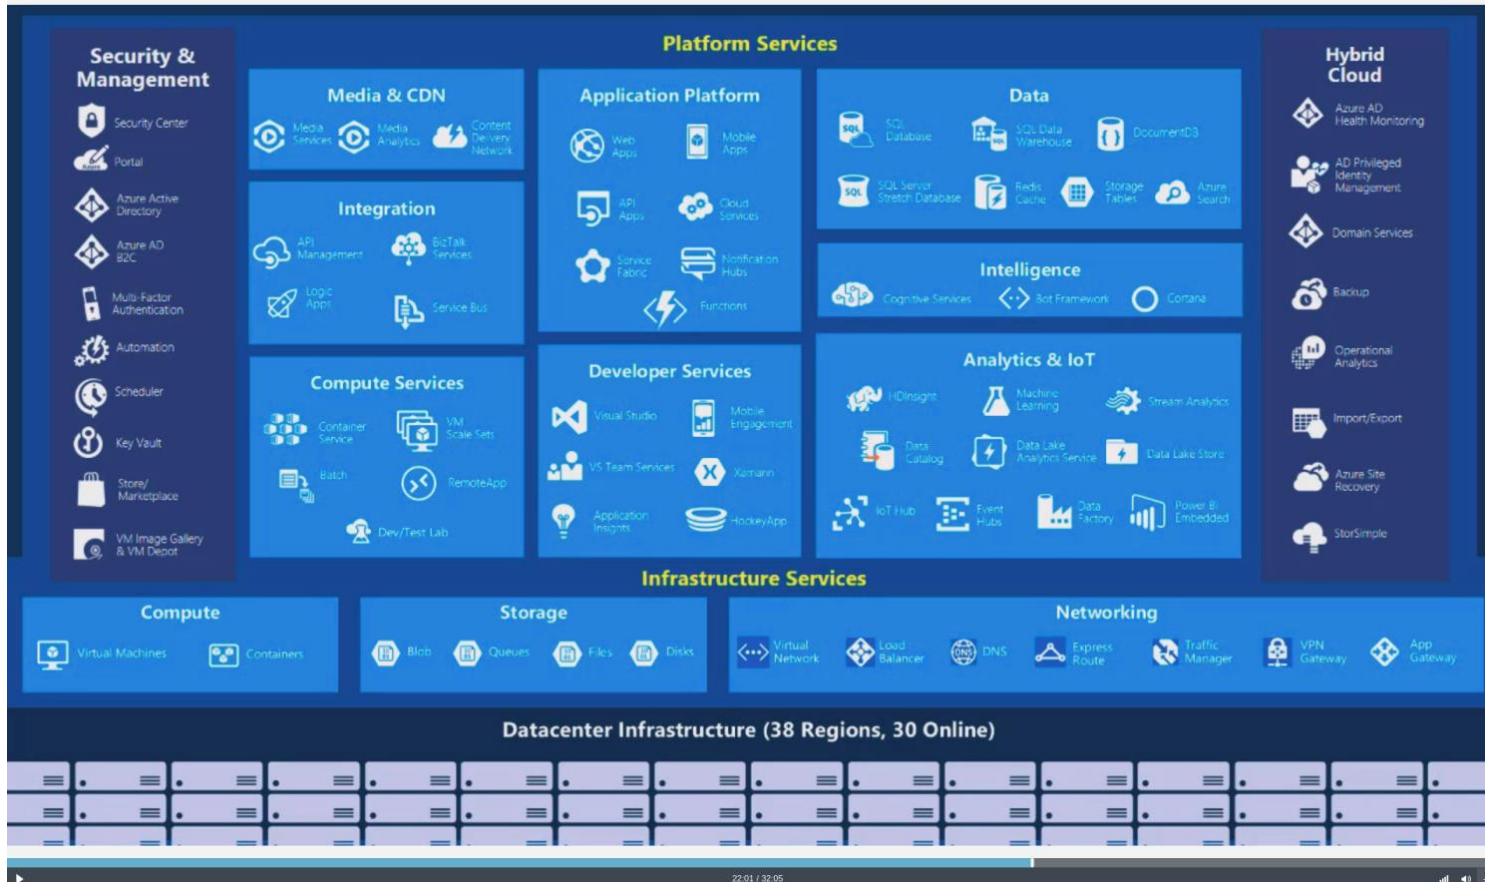 Platform Services
Security &
Management
Security Center
Portal
Azure Active
Directory
Azure AD
B2C
Multi-Factor
Authentication
Automation
Scheduler
Key Vault
Store/
Marketplace
VM Image Gallery
& VM Depot
Media & CDN
Media
Services
Media
Analytics
Content
Delivery
Network
Integration
API
Management
BizTalk
Services
Logic
Apps
Service Bus
Compute Services
Container
Service
VM
Scale Sets
Batch
RemoteApp
Dev/Test Lab
Application Platform
Web
Apps
Mobile
Apps
API
Apps
Cloud
Services
Service
Fabric
Notification
Hubs
Functions
Developer Services
Visual Studio
Mobile
Engagement
VS Team Services
Xamarin
Application
Insights
HockeyApp
Data
SQL
SQL
Database
SQL Data
Warehouse
DocumentDB
SQL
SQL Server
Stretch Database
Redis
Cache
Storage
Tables
Azure
Search
Intelligence
Cognitive Services
Bot Framework
Cortana
Analytics & IoT
HDInsight
Machine
Learning
Stream Analytics
Data
Catalog
Data Lake
Analytics Service
Data Lake Store
IoT Hub
Event
Hubs
Data
Factory
Power BI
Embedded
Hybrid
Cloud
Azure AD
Health Monitoring
AD Privileged
Identity
Management
Domain Services
Backup
Operational
Analytics
Import/Export
Azure Site
Recovery
StorSimple
Infrastructure Services
Compute
Virtual Machines
Containers
Storage
Blob
Queues
Files
Disks
Networking
Virtual
Network
Load
Balancer
DNS
DNS
Express
Route
Traffic
Manager
VPN
Gateway
App
Gateway
Datacenter Infrastructure (38 Regions, 30 Online)
22:01 / 32:05